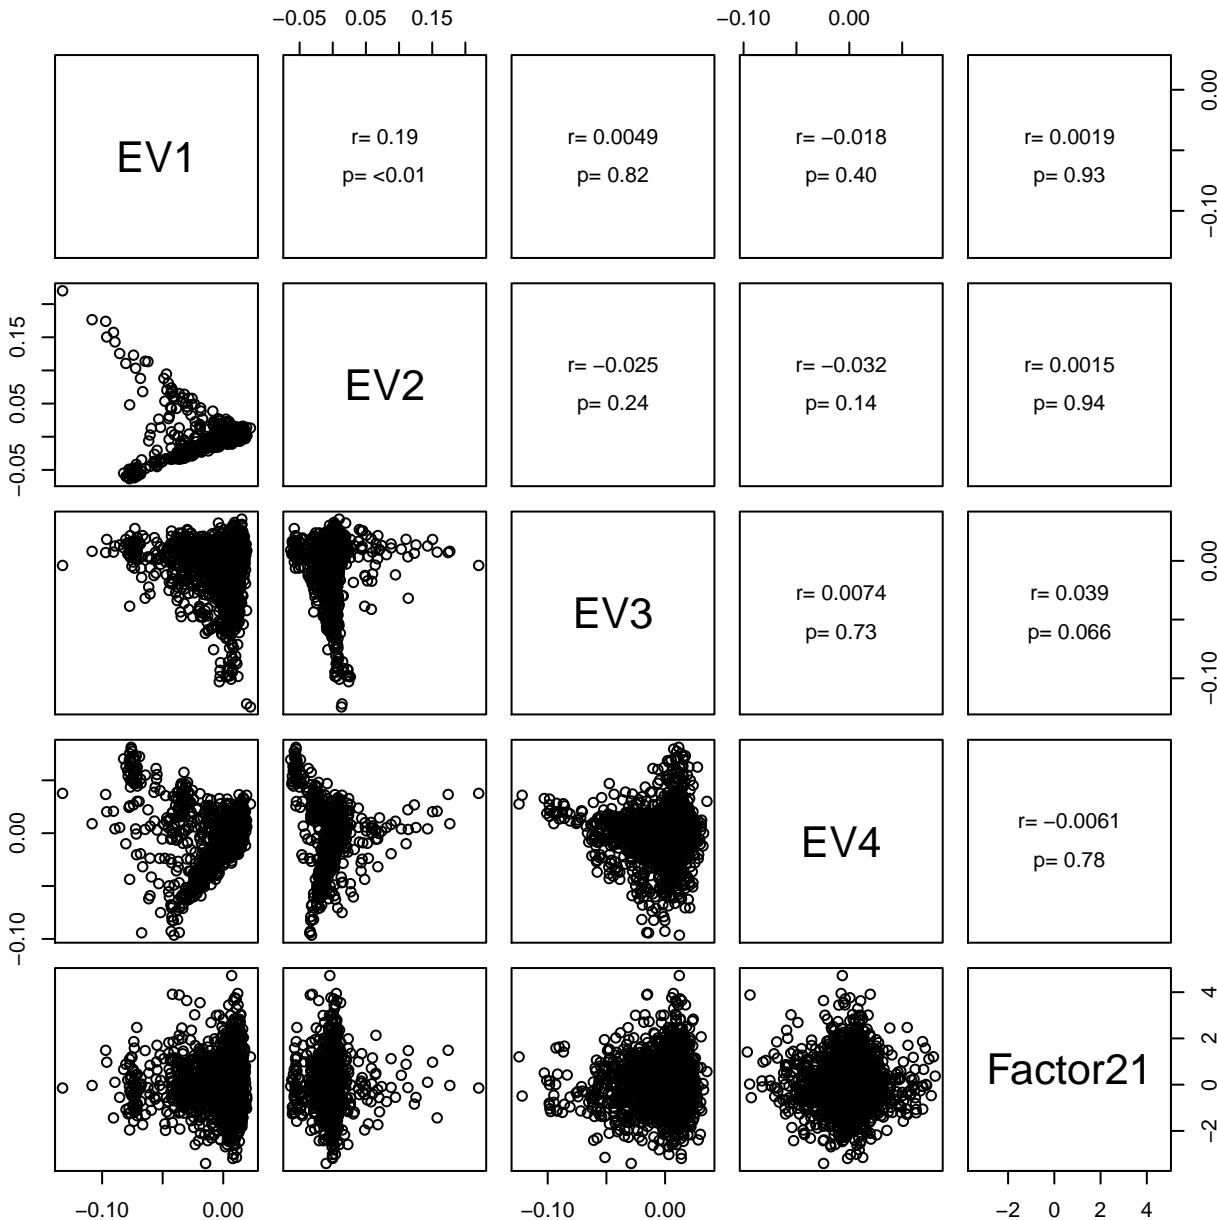 −0.05 0.05 0.15 −0.10 0.00
EV1
r= 0.19
p= <0.01
r= 0.0049
p= 0.82
r= −0.018
p= 0.40
r= 0.0019
p= 0.93
0.00
−0.10
0.15
0.05
−0.05
EV2
r= −0.025
p= 0.24
r= −0.032
p= 0.14
r= 0.0015
p= 0.94
EV3
r= 0.0074
p= 0.73
r= 0.039
p= 0.066
0.00
−0.10
0.00
−0.10
EV4
r= −0.0061
p= 0.78
Factor21
4
2
0
−2
−0.10 0.00 −0.10 0.00 −2 0 2 4